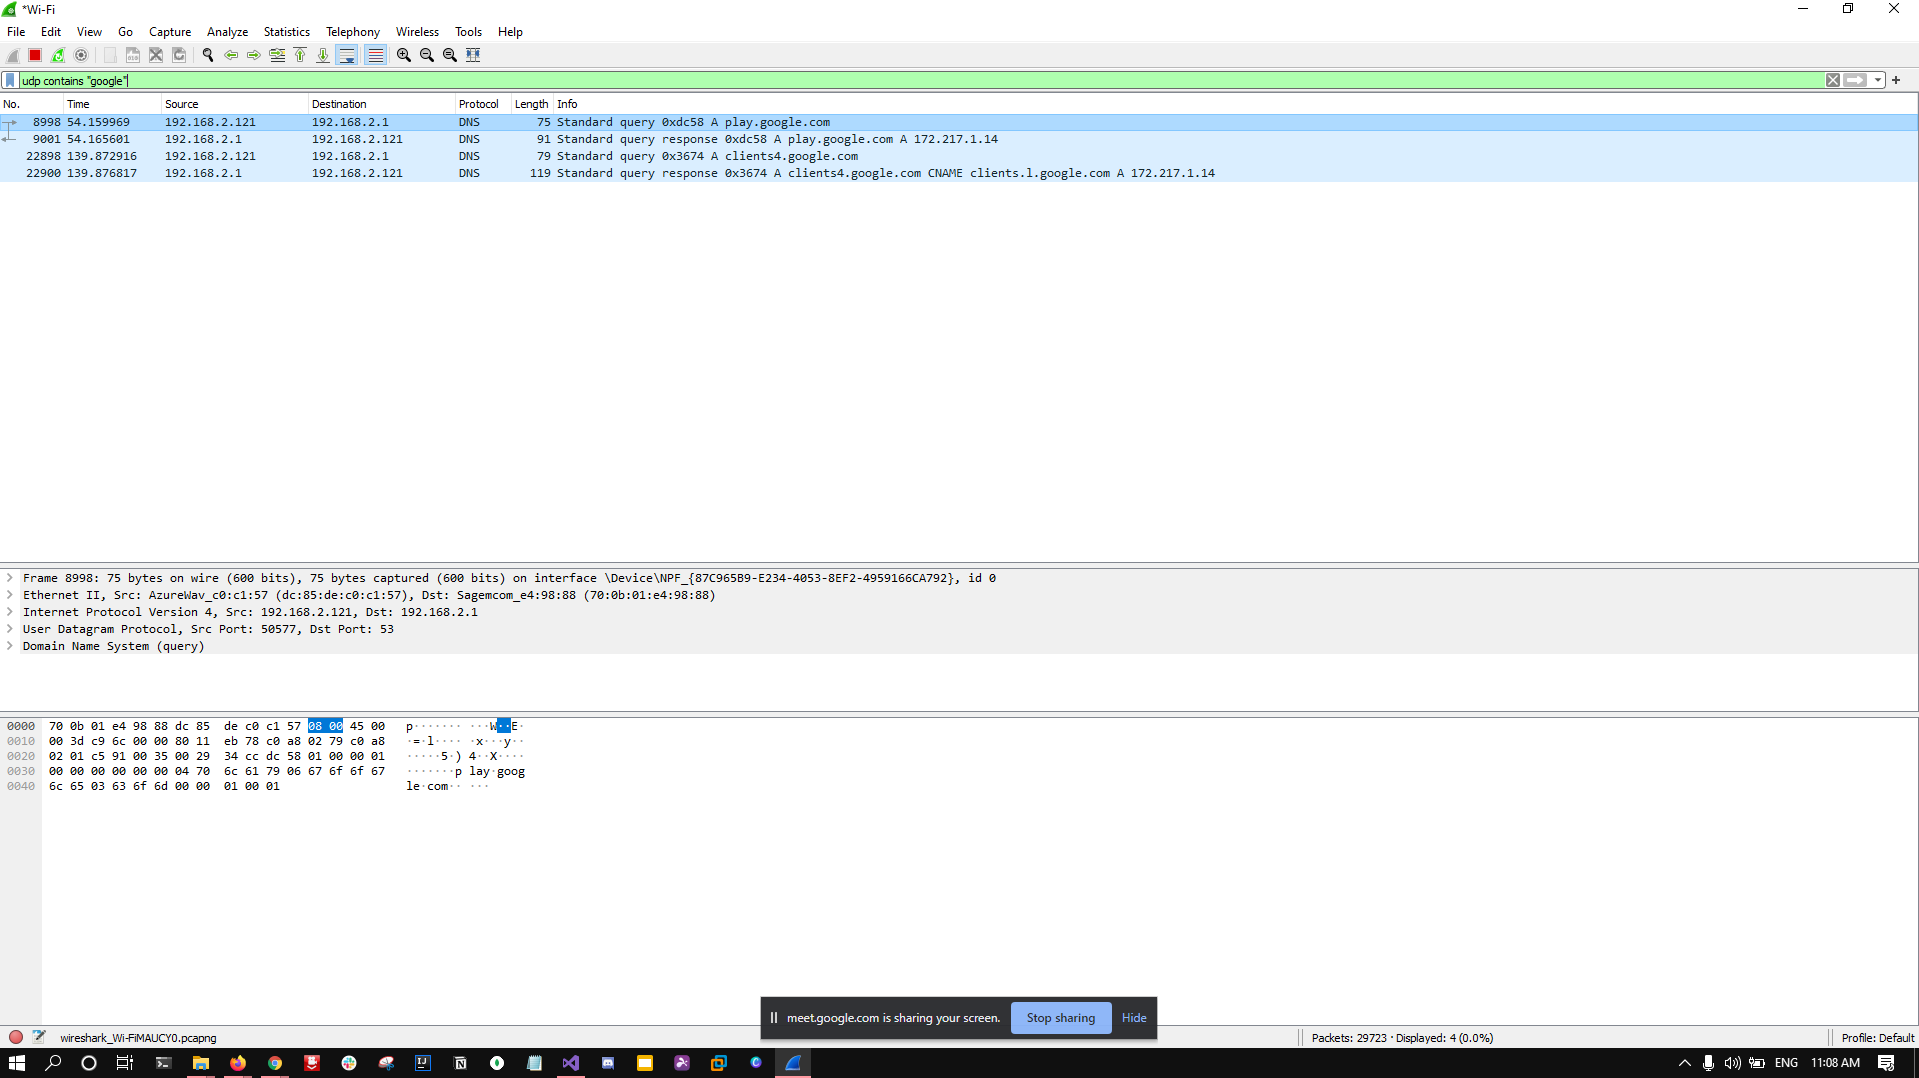 *Wi-Fi
File Edit View Go Capture Analyze Statistics Telephony Wireless Tools Help
udp contains "google"
No. Time Source Destination Protocol Length Info
8998 54.159969 192.168.2.121 192.168.2.1 DNS 75 Standard query 0xdc58 A play.google.com
9001 54.165601 192.168.2.1 192.168.2.121 DNS 91 Standard query response 0xdc58 A play.google.com A 172.217.1.14
22898 139.872916 192.168.2.121 192.168.2.1 DNS 79 Standard query 0x3674 A clients4.google.com
22900 139.876817 192.168.2.1 192.168.2.121 DNS 119 Standard query response 0x3674 A clients4.google.com CNAME clients.l.google.com A 172.217.1.14
Frame 8998: 75 bytes on wire (600 bits), 75 bytes captured (600 bits) on interface \Device\NPF_{87C965B9-E234-4053-8EF2-4959166CA792}, id 0
Ethernet II, Src: AzureWav_c0:c1:57 (dc:85:de:c0:c1:57), Dst: Sagemcom_e4:98:88 (70:0b:01:e4:98:88)
Internet Protocol Version 4, Src: 192.168.2.121, Dst: 192.168.2.1
User Datagram Protocol, Src Port: 50577, Dst Port: 53
Domain Name System (query)
0000 70 0b 01 e4 98 88 dc 85 de c0 c1 57 08 00 45 00 p······· ···W··E·
0010 00 3d c9 6c 00 00 80 11 eb 78 c0 a8 02 79 c0 a8 ·=·l···· ·x···y··
0020 02 01 c5 91 00 35 00 29 34 cc dc 58 01 00 00 01 ·····5·) 4··X····
0030 00 00 00 00 00 00 04 70 6c 61 79 06 67 6f 6f 67 ·······p lay·goog
0040 6c 65 03 63 6f 6d 00 00 01 00 01 le·com·· ···
meet.google.com is sharing your screen. Stop sharing Hide
wireshark_Wi-FiMAUCY0.pcapng Packets: 29723 · Displayed: 4 (0.0%) Profile: Default
ENG 11:08 AM